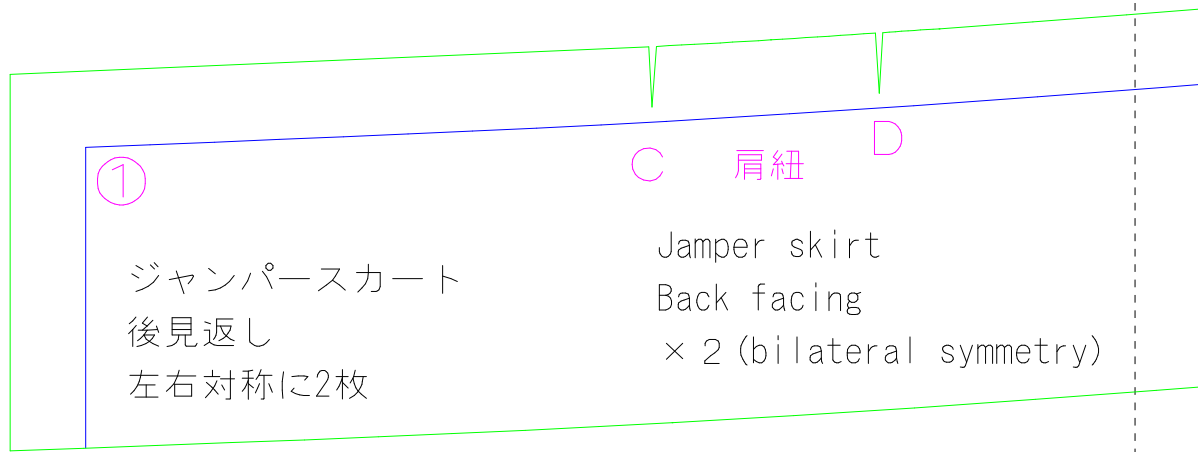 ①
C
肩紐
D
ジャンパースカート
後見返し
左右対称に2枚
Jamper skirt
Back facing
×2(bilateral symmetry)